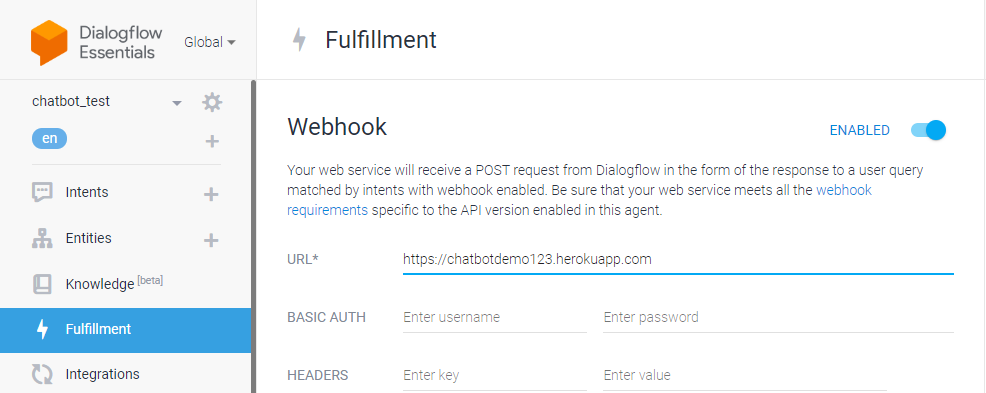 Dialogflow
Essentials
Global
Fulfillment
chatbot_test
en
Intents
Entities
Knowledge [beta]
Fulfillment
Integrations
Webhook
ENABLED
Your web service will receive a POST request from Dialogflow in the form of the response to a user query
matched by intents with webhook enabled. Be sure that your web service meets all the webhook
requirements specific to the API version enabled in this agent.
URL* https://chatbotdemo123.herokuapp.com
BASIC AUTH Enter username Enter password
HEADERS Enter key Enter value